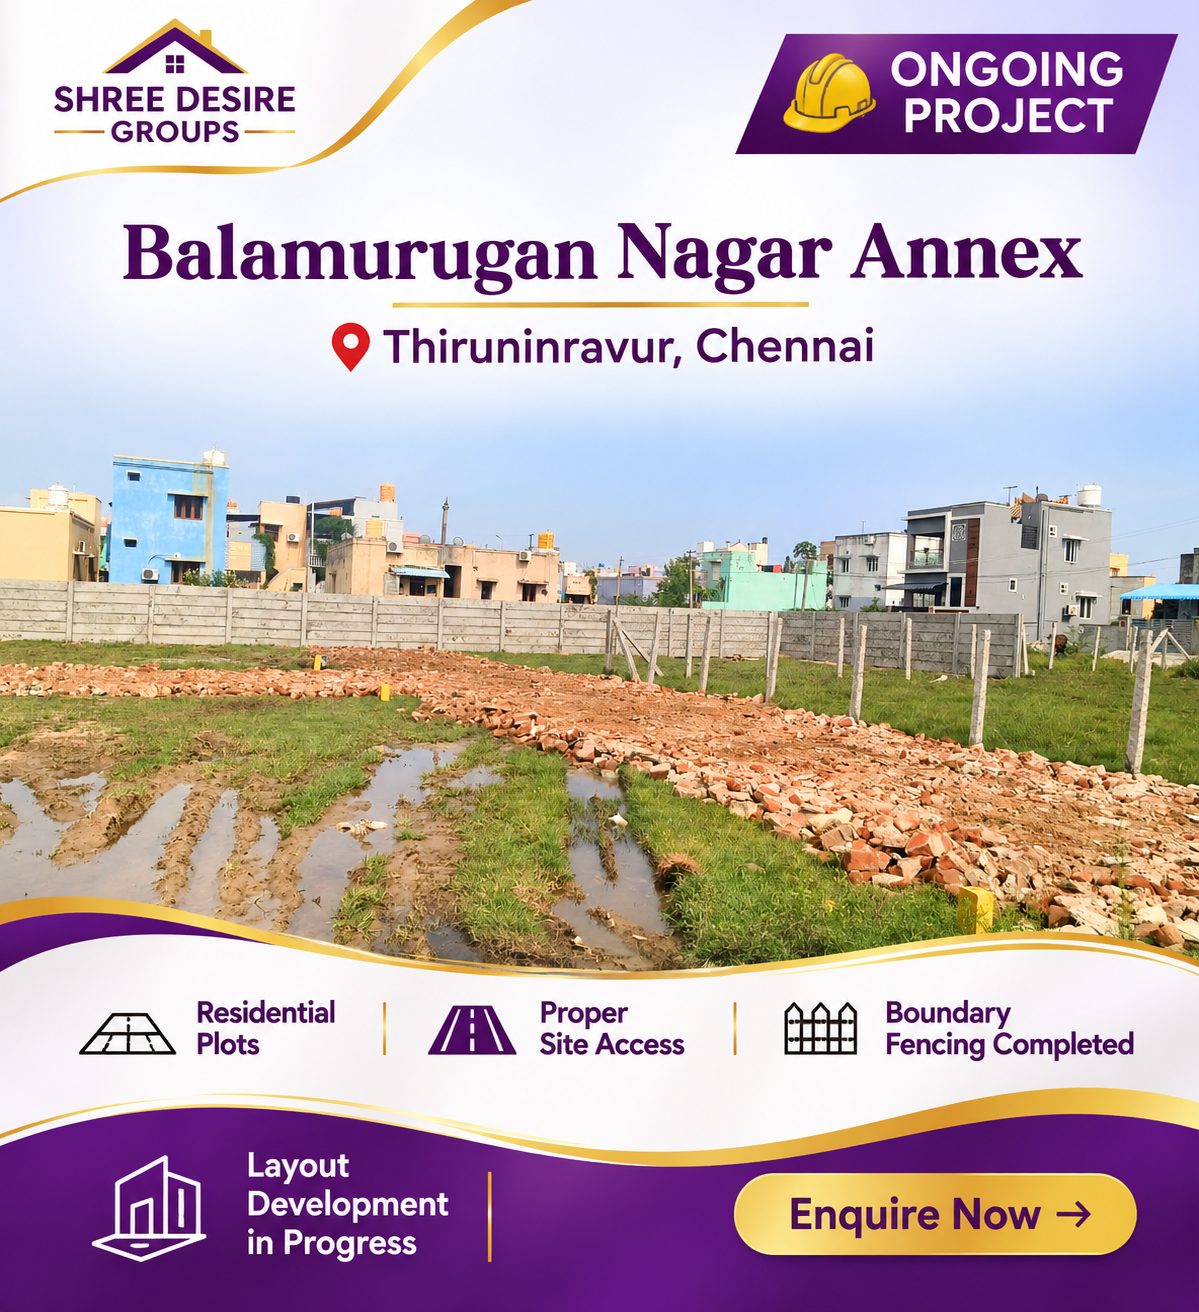 SHREE DESIRE
GROUPS
ONGOING
PROJECT
Balamurugan Nagar Annex
Thiruninravur, Chennai
Residential
Plots
Proper
Site Access
Boundary
Fencing Completed
Layout
Development
in Progress
Enquire Now →